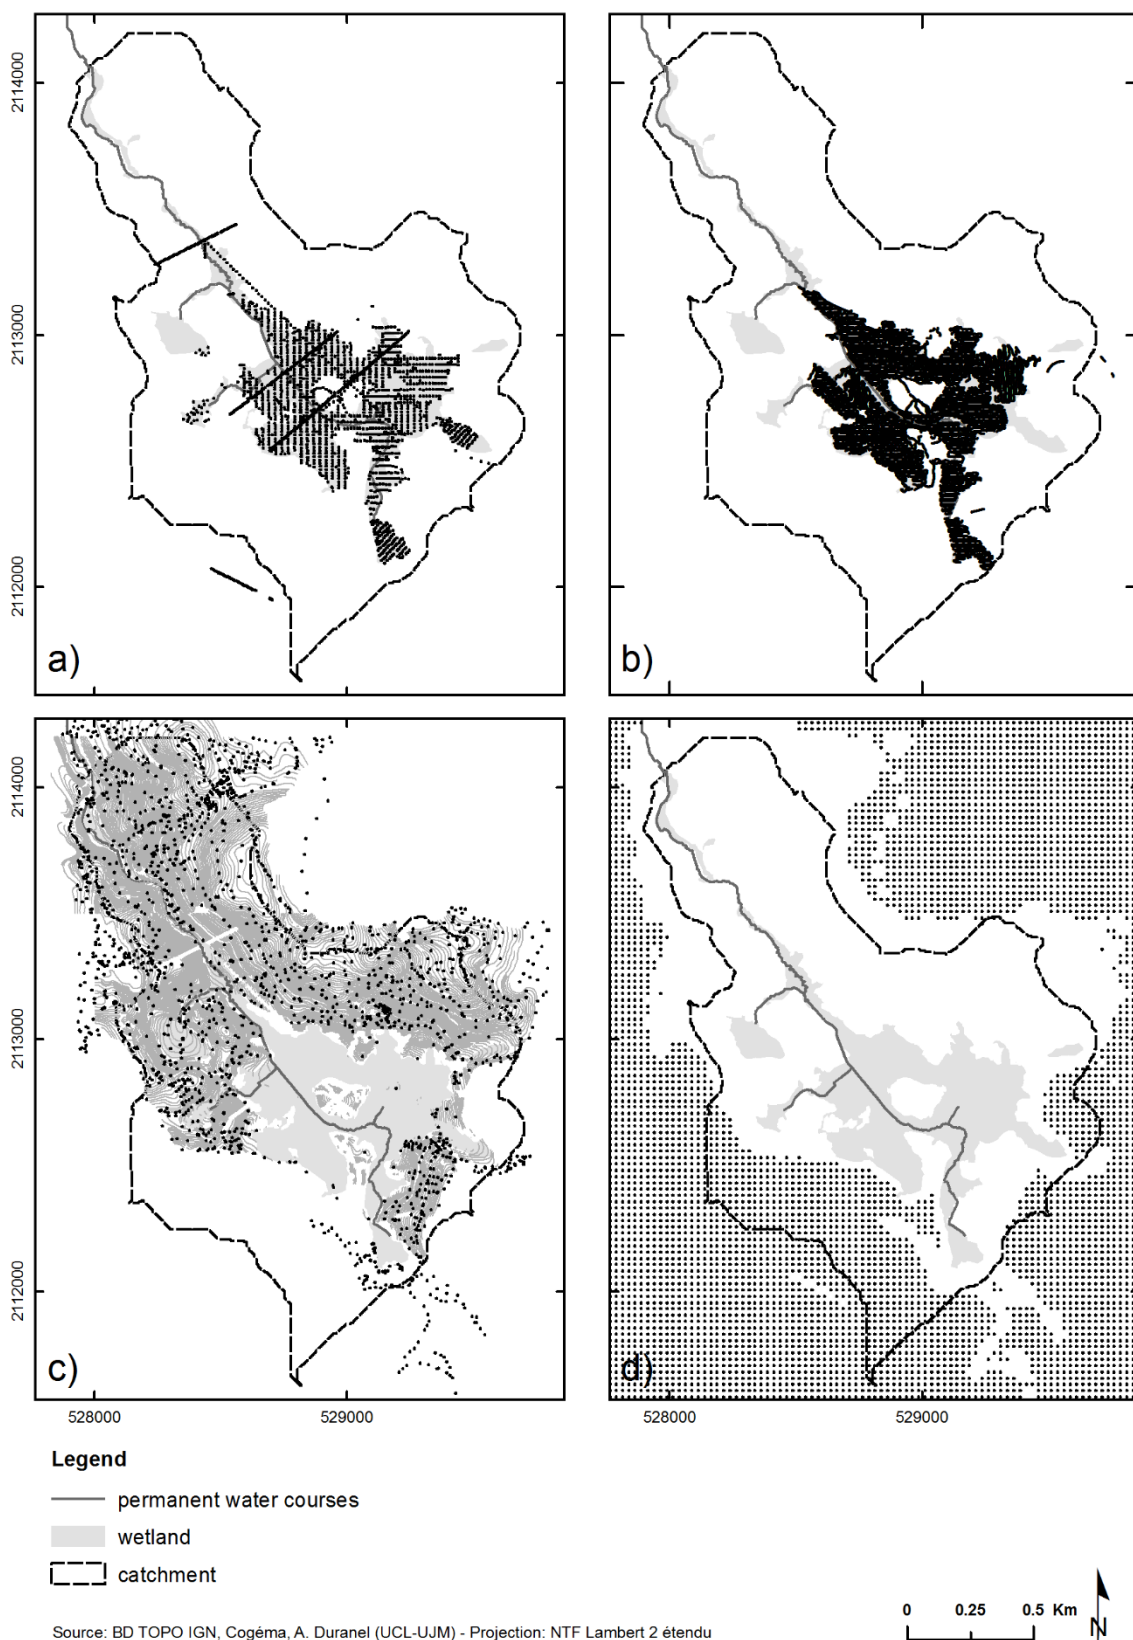 2114000
2113000
2112000
a)
b)
2114000
2113000
2112000
c)
d)
528000
529000
528000
529000
Legend
permanent water courses
wetland
catchment
0 0.25 0.5 Km
N
Source: BD TOPO IGN, Cogéma, A. Duranel (UCL-UJM) - Projection: NTF Lambert 2 étendu